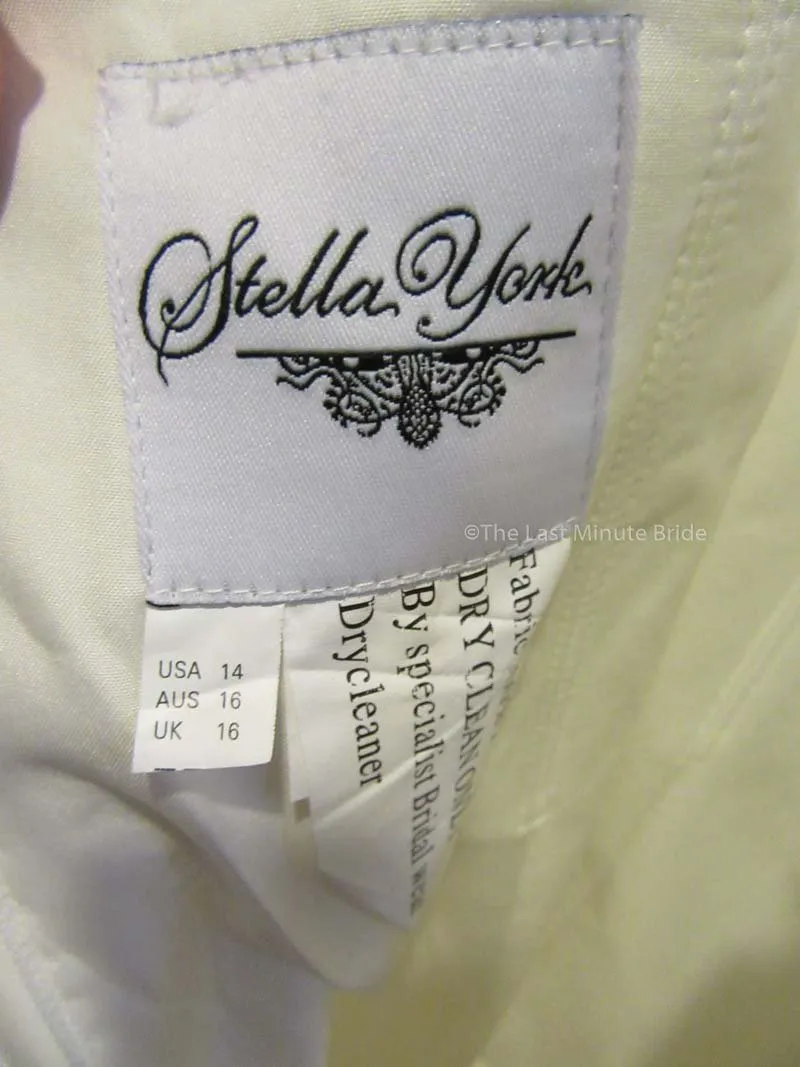 Stella York
©The Last Minute Bride
USA 14
AUS 16
UK 16
Fabric
DRY CLEAN ONLY
By specialist Bridal wear
Drycleaner